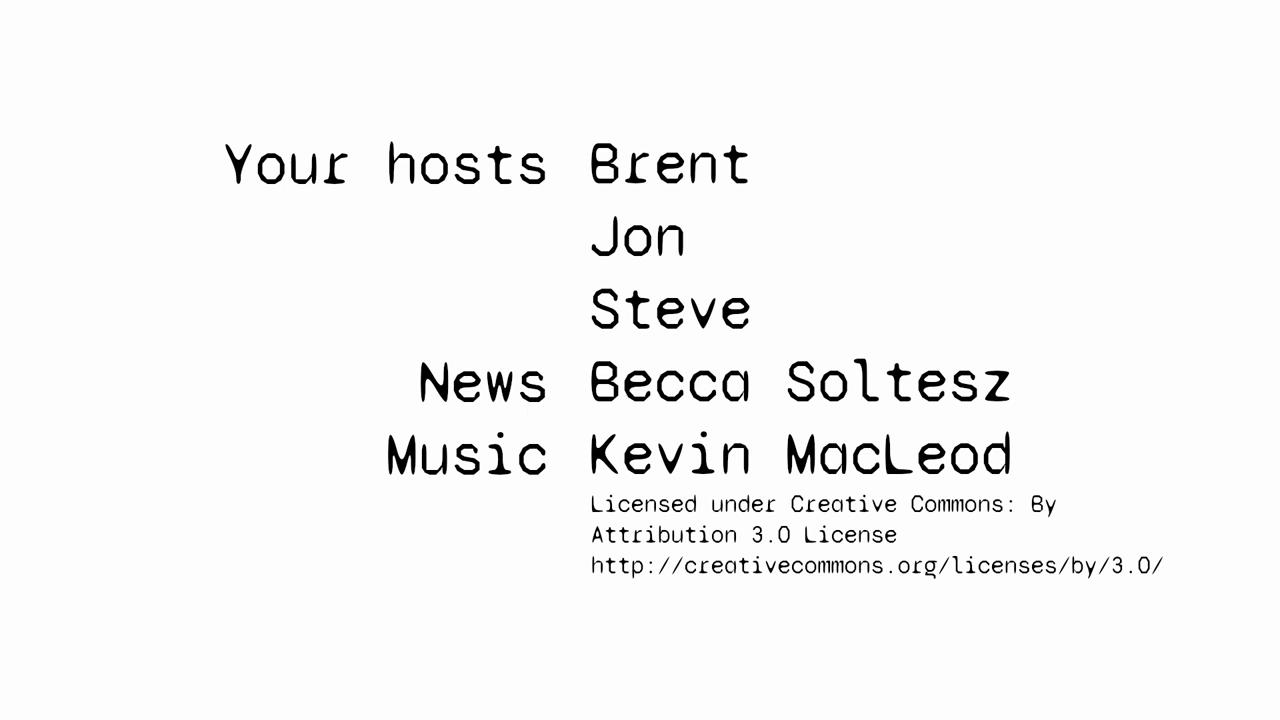 Your hosts Brent
Jon
Steve
News Becca Soltesz
Music Kevin MacLeod
Licensed under Creative Commons: By
Attribution 3.0 License
http://creativecommons.org/licenses/by/3.0/